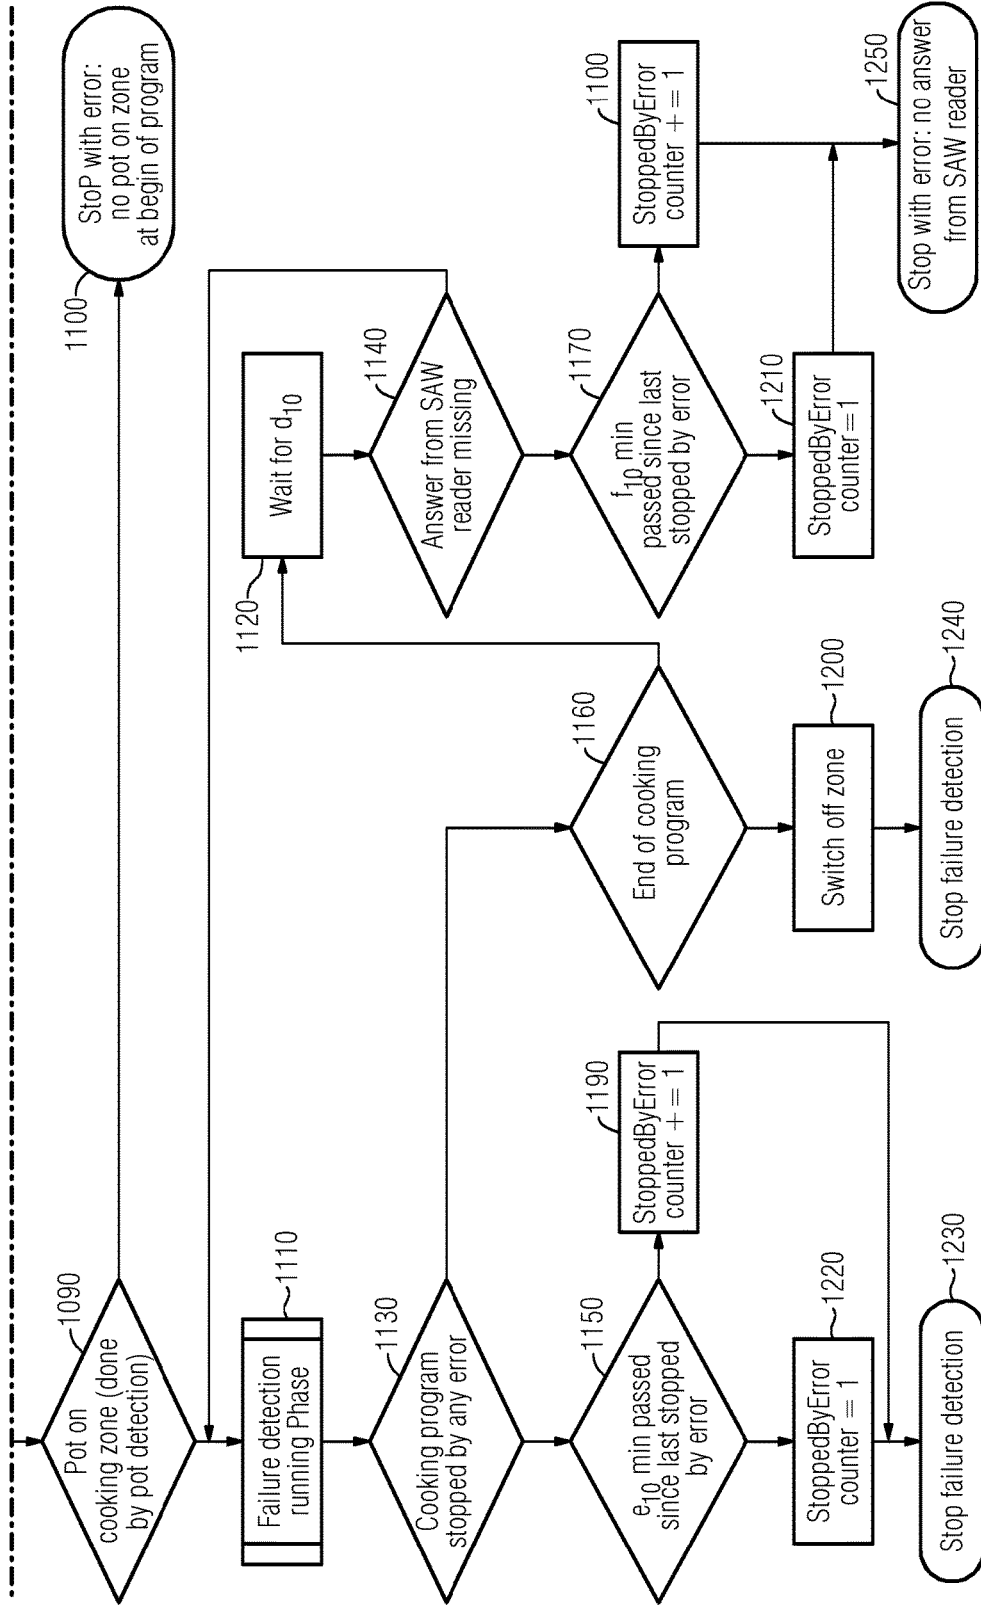 Pot on
cooking zone (done
by pot detection)
1090
StoP with error:
no pot on zone
at begin of program
1100
Failure detection
running Phase
1110
Wait for d10
1120
Cooking program
stopped by any error
1130
Answer from SAW
reader missing
1140
e10 min passed
since last stopped
by error
1150
StoppedByError
counter + = 1
1190
End of cooking
program
1160
f10 min
passed since last
stopped by error
1170
StoppedByError
counter + = 1
1100
StoppedByError
counter = 1
1220
Switch off zone
1200
StoppedByError
counter = 1
1210
Stop failure detection
1230
Stop failure detection
1240
Stop with error: no answer
from SAW reader
1250